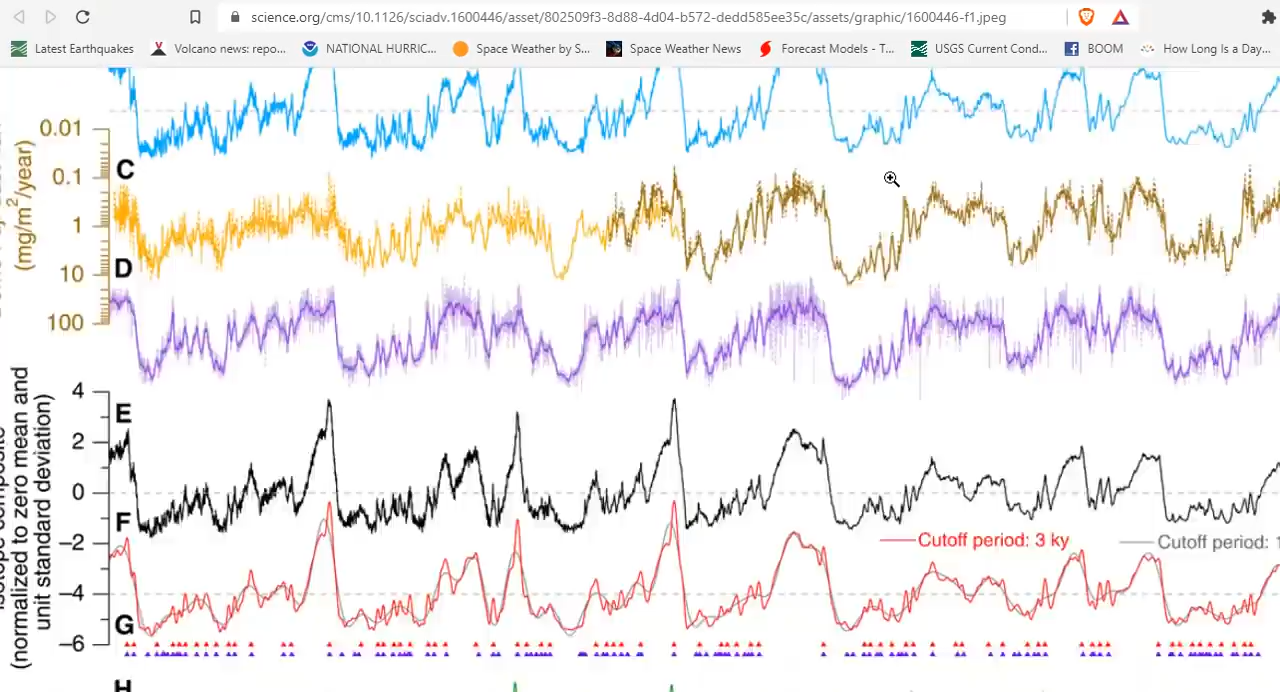 science.org/cms/10.1126/sciadv.1600446/asset/802509f3-8d88-4d04-b572-dedd585ee35c/assets/graphic/1600446-f1.jpeg
Latest Earthquakes
Volcano news: repo...
NATIONAL HURRIC...
Space Weather by S...
Space Weather News
Forecast Models - T...
USGS Current Cond...
BOOM
How Long Is a Day...
0.01
C
0.1
1
D
10
100
(mg/m²/year)
4
E
2
0
F
−2
Cutoff period: 3 ky
Cutoff period: 1
−4
G
−6
(normalized to zero mean and
unit standard deviation)
H